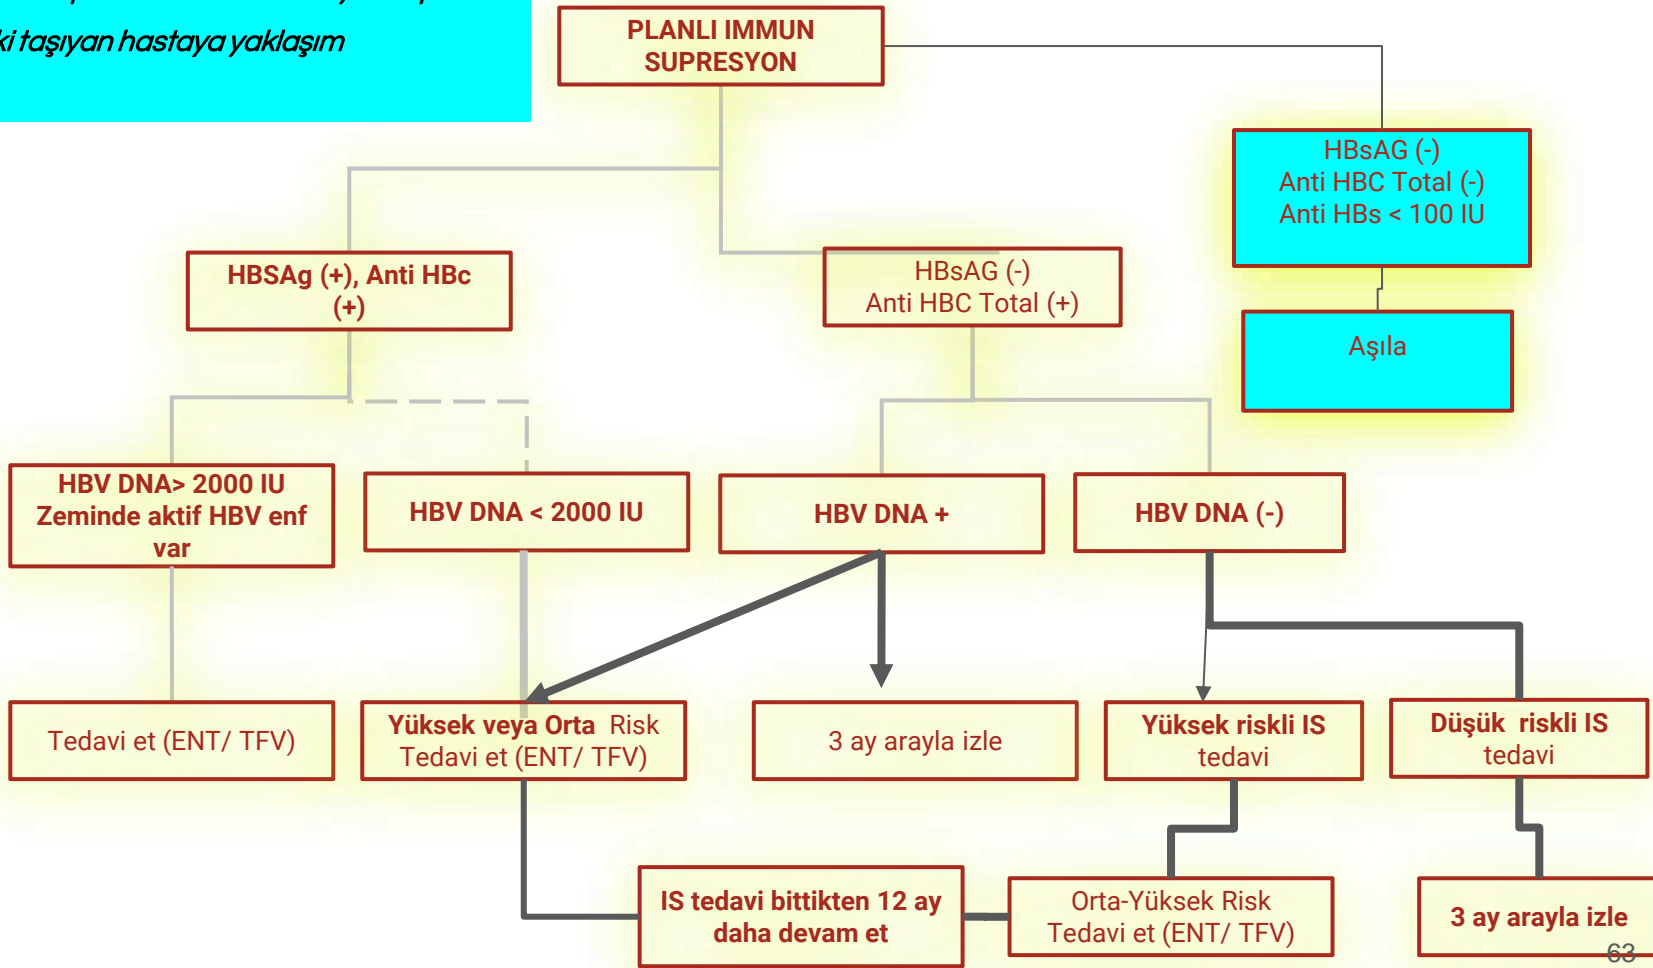 taşıyan hastaya yaklaşım
PLANLI IMMUN
SUPRESYON
HBsAG (-)
Anti HBC Total (-)
Anti HBs < 100 IU
Aşıla
HBSAg (+), Anti HBc
(+)
HBsAG (-)
Anti HBC Total (+)
HBV DNA> 2000 IU
Zeminde aktif HBV enf
var
HBV DNA < 2000 IU
HBV DNA +
HBV DNA (-)
Tedavi et (ENT/ TFV)
Yüksek veya Orta Risk
Tedavi et (ENT/ TFV)
3 ay arayla izle
Yüksek riskli IS
tedavi
Düşük riskli IS
tedavi
IS tedavi bittikten 12 ay
daha devam et
Orta-Yüksek Risk
Tedavi et (ENT/ TFV)
3 ay arayla izle
63